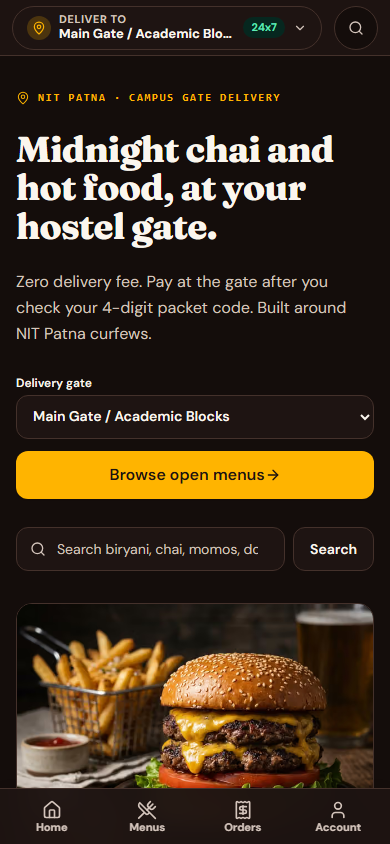 DELIVER TO
Main Gate / Academic Blo...
24x7
NIT PATNA · CAMPUS GATE DELIVERY
Midnight chai and
hot food, at your
hostel gate.
Zero delivery fee. Pay at the gate after you
check your 4-digit packet code. Built around
NIT Patna curfews.
Delivery gate
Main Gate / Academic Blocks
Browse open menus→
Search biryani, chai, momos, do
Search
Home
Menus
Orders
Account